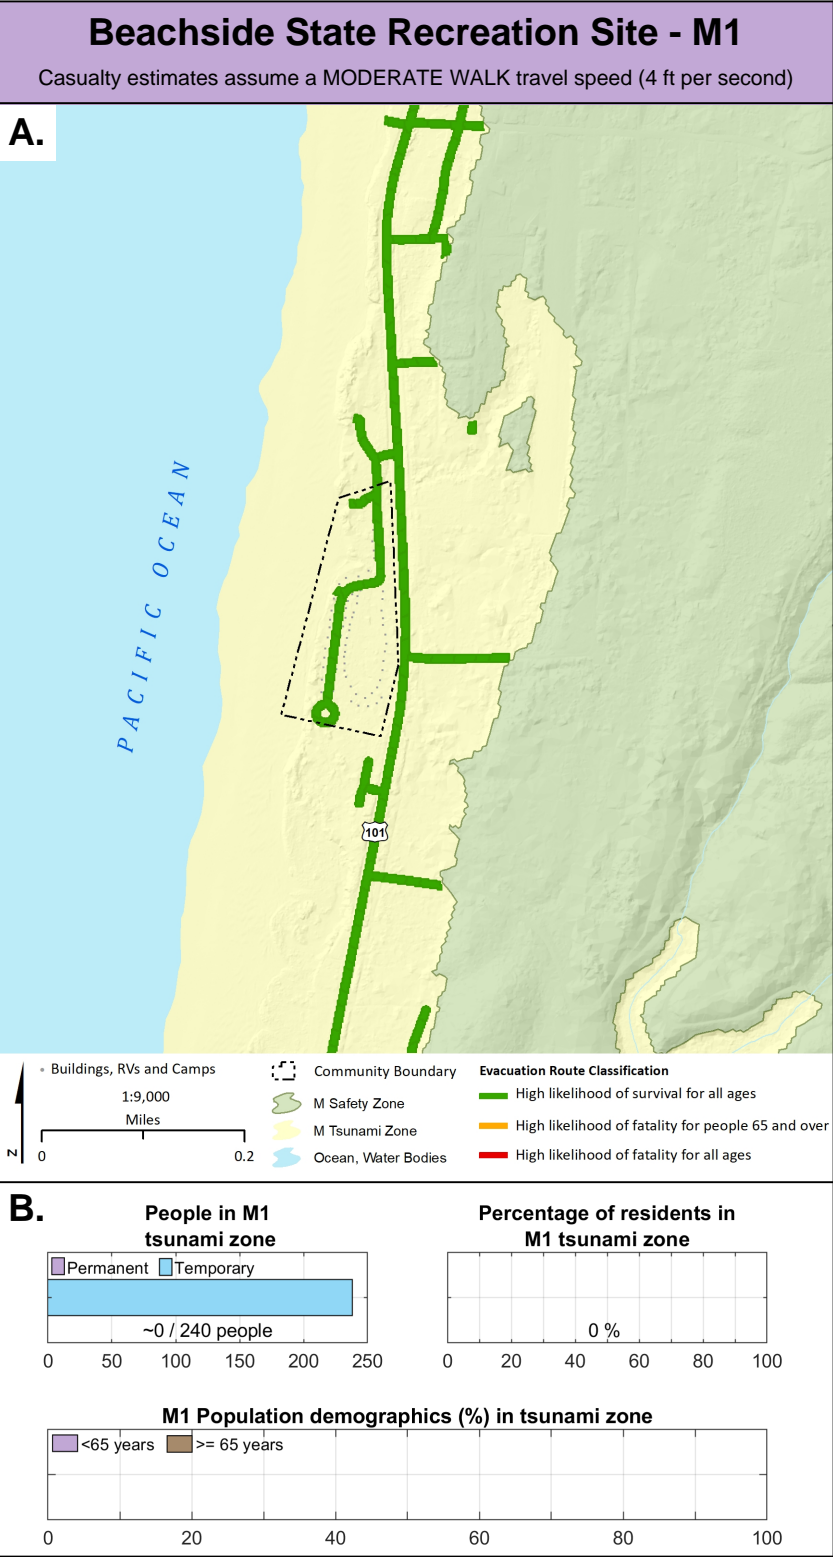 Beachside State Recreation Site - M1
Casualty estimates assume a MODERATE WALK travel speed (4 ft per second)
A.
PACIFIC OCEAN
101
Buildings, RVs and Camps
1:9,000
Miles
0 0.2
N
Community Boundary
M Safety Zone
M Tsunami Zone
Ocean, Water Bodies
Evacuation Route Classification
High likelihood of survival for all ages
High likelihood of fatality for people 65 and over
High likelihood of fatality for all ages
B.
People in M1
tsunami zone
Permanent Temporary
~0 / 240 people
0 50 100 150 200 250
Percentage of residents in
M1 tsunami zone
0 %
0 20 40 60 80 100
M1 Population demographics (%) in tsunami zone
<65 years >= 65 years
0 20 40 60 80 100